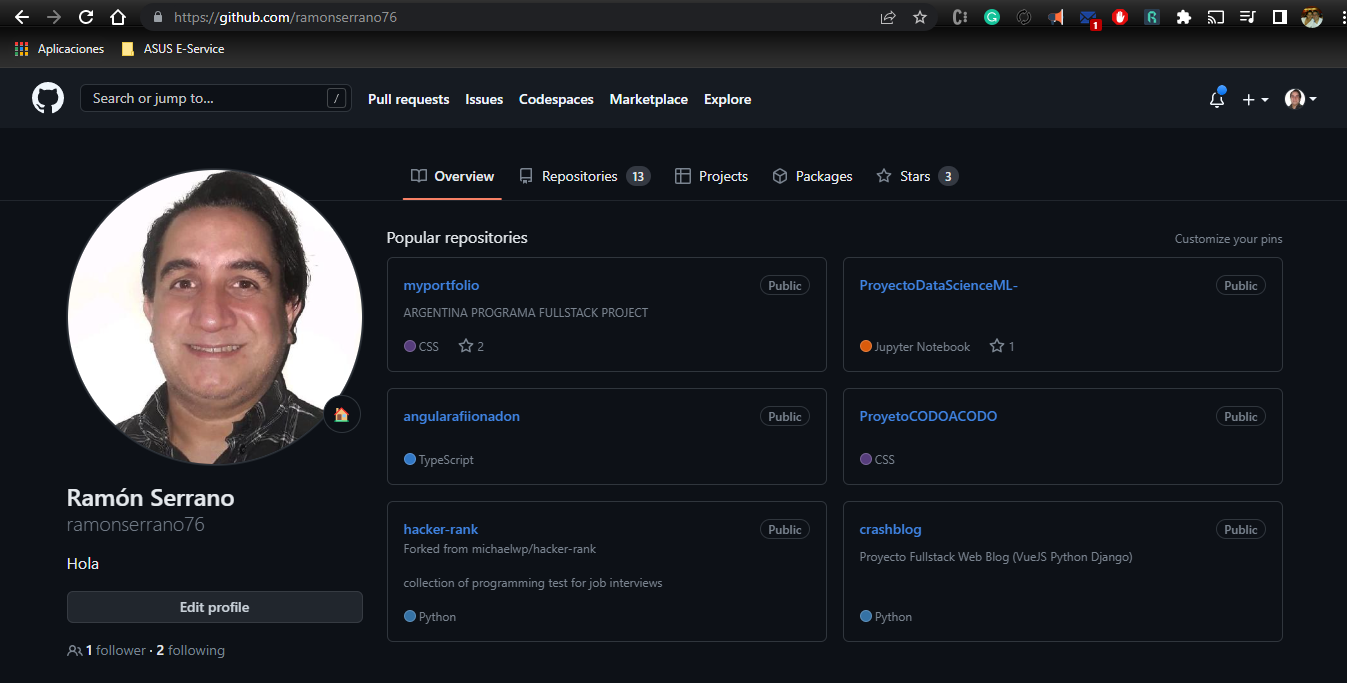 https://github.com/ramonserrano76
1
Aplicaciones
ASUS E-Service
Search or jump to...
/
Pull requests
Issues
Codespaces
Marketplace
Explore
Overview
Repositories 13
Projects
Packages
Stars 3
Popular repositories
Customize your pins
myportfolio
Public
ARGENTINA PROGRAMA FULLSTACK PROJECT
CSS
2
ProyectoDataScienceML-
Public
Jupyter Notebook
1
angularafiionadon
Public
TypeScript
ProyetoCODOACODO
Public
CSS
hacker-rank
Public
Forked from michaelwp/hacker-rank
collection of programming test for job interviews
Python
crashblog
Public
Proyecto Fullstack Web Blog (VueJS Python Django)
Python
Ramón Serrano
ramonserrano76
Hola
Edit profile
1 follower · 2 following